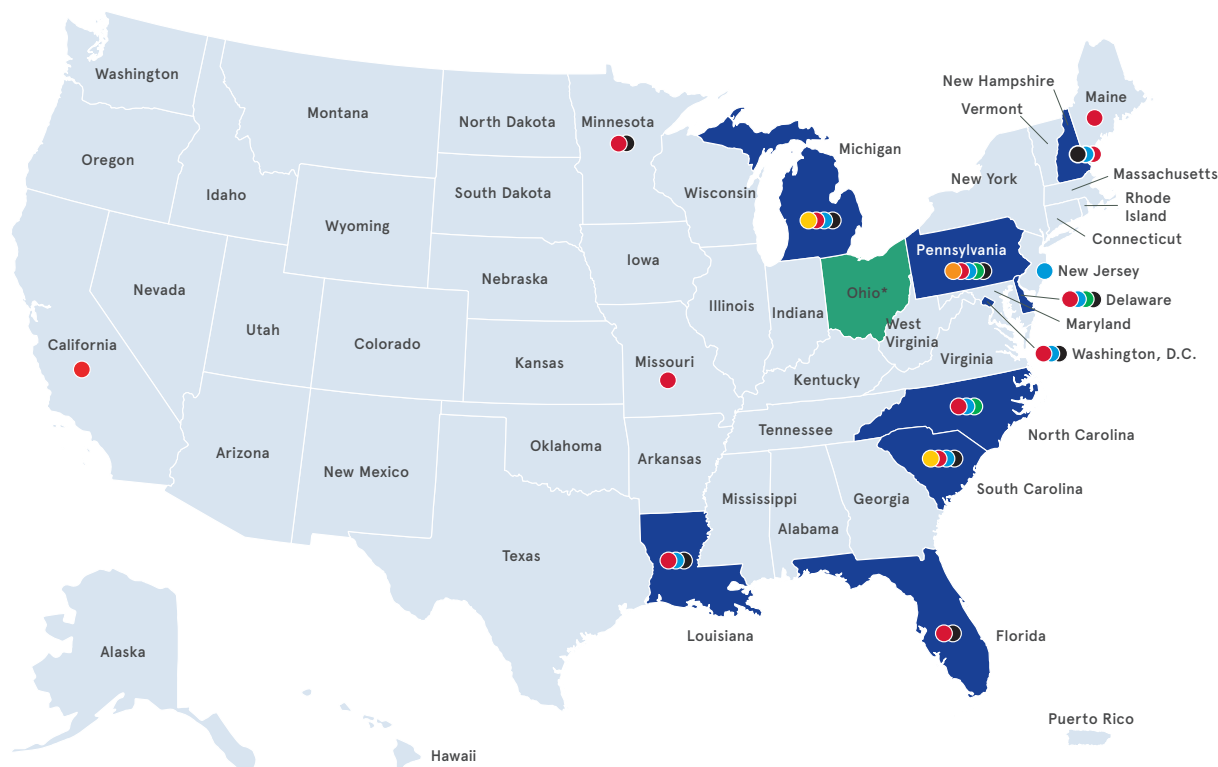 Washington
Montana
North Dakota
Minnesota
New Hampshire
Maine
Vermont
Oregon
Idaho
South Dakota
Wisconsin
Michigan
New York
Massachusetts
Rhode
Island
Connecticut
Wyoming
Iowa
Nebraska
Pennsylvania
New Jersey
Nevada
Illinois
Indiana
Ohio*
Delaware
Maryland
Utah
Colorado
West
Virginia
Washington, D.C.
California
Kansas
Missouri
Kentucky
Virginia
Arizona
New Mexico
Oklahoma
Arkansas
Tennessee
North Carolina
South Carolina
Mississippi
Alabama
Georgia
Texas
Louisiana
Florida
Alaska
Hawaii
Puerto Rico